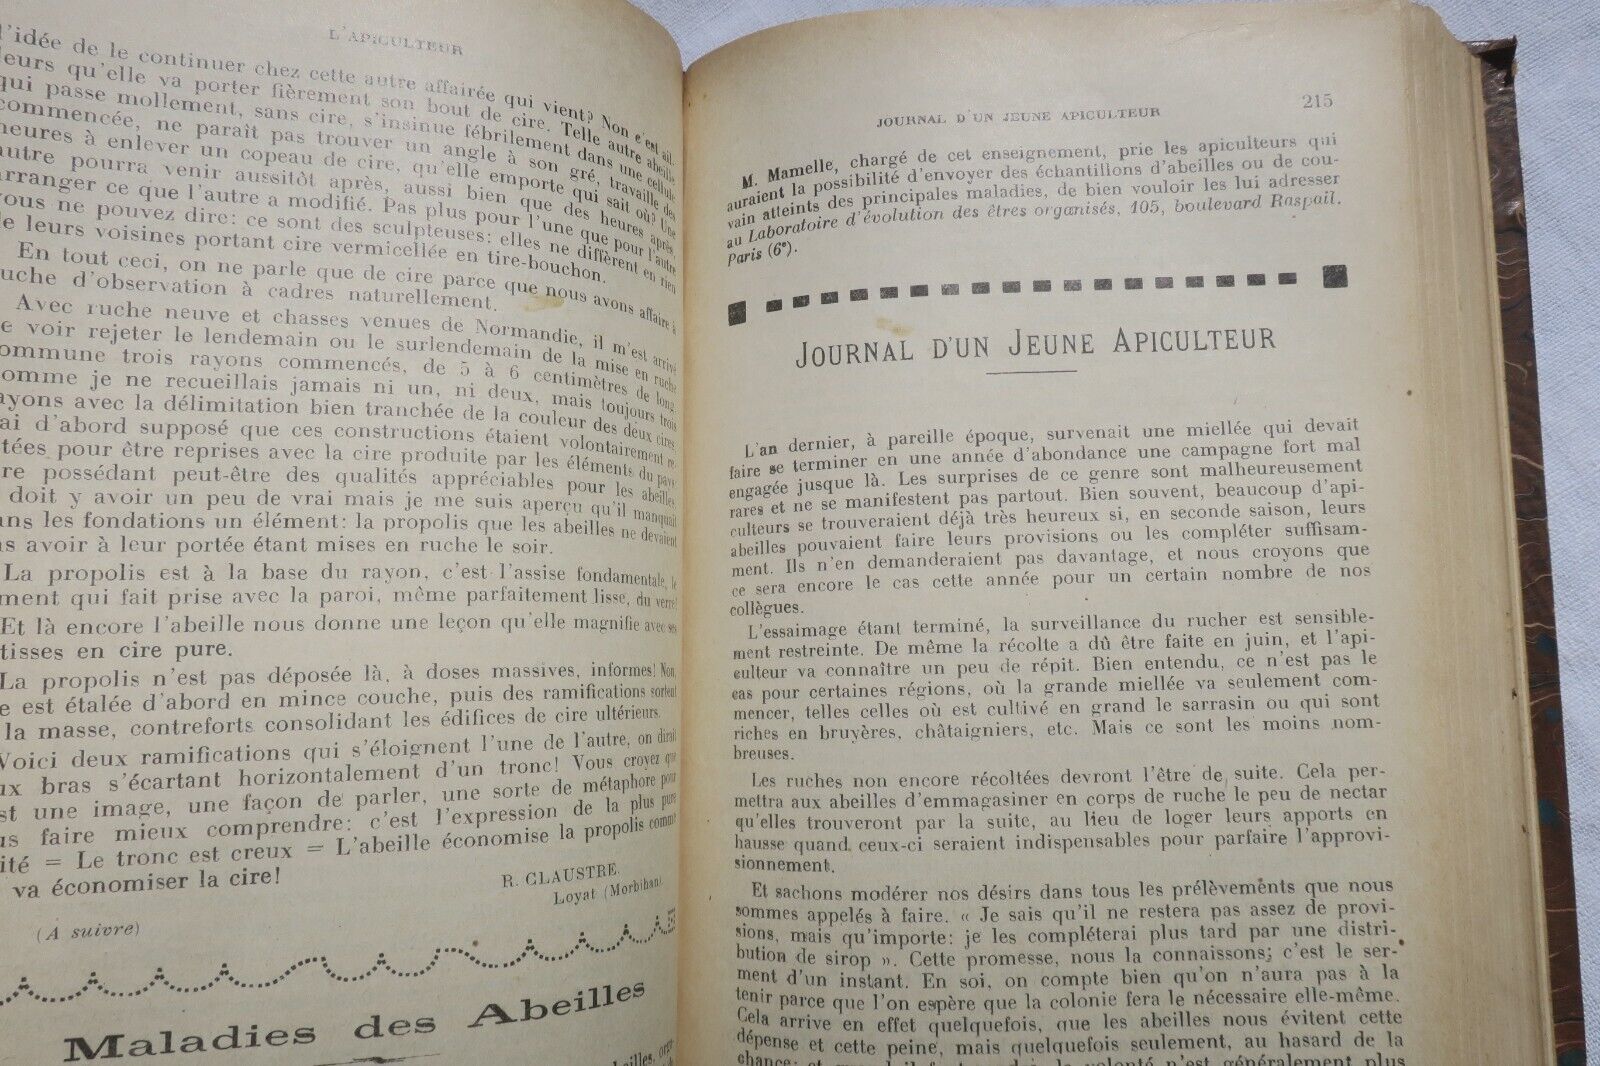 L'APICULTEUR
l'idée de le continuer chez cette autre affairée qui vient? Non c'est ail-
leurs qu'elle va porter fièrement son bout de cire. Telle autre abeille
qui passe mollement, sans cire, s'insinue fébrilement dans une cellule
commencée, ne paraît pas trouver un angle à son gré, travaille des
heures à enlever un copeau de cire, qu'elle emporte qui sait où? Une
autre pourra venir aussitôt après, aussi bien que des heures après,
arranger ce que l'autre a modifié. Pas plus pour l'une que pour l'autre
vous ne pouvez dire: ce sont des sculpteuses: elles ne diffèrent en rien
de leurs voisines portant cire vermicellée en tire-bouchon.
En tout ceci, on ne parle que de cire parce que nous avons affaire à
ruche d'observation à cadres naturellement.
Avec ruche neuve et chasses venues de Normandie, il m'est arrivé
de voir rejeter le lendemain ou le surlendemain de la mise en ruche
commune trois rayons commencés, de 5 à 6 centimètres de long.
omme je ne recueillais jamais ni un, ni deux, mais toujours trois
ayons avec la délimitation bien tranchée de la couleur des deux cires,
ai d'abord supposé que ces constructions étaient volontairement re-
tées pour être reprises avec la cire produite par les éléments du pays
re possédant peut-être des qualités appréciables pour les abeilles.
doit y avoir un peu de vrai mais je me suis aperçu qu'il manquait
ans les fondations un élément: la propolis que les abeilles ne devaient
as avoir à leur portée étant mises en ruche le soir.
La propolis est à la base du rayon, c'est l'assise fondamentale, le
ment qui fait prise avec la paroi, même parfaitement lisse, du verre!
Et là encore l'abeille nous donne une leçon qu'elle magnifie avec ses
tisses en cire pure.
La propolis n'est pas déposée là, à doses massives, informes! Non,
e est étalée d'abord en mince couche, puis des ramifications sortent
la masse, contreforts consolidant les édifices de cire ultérieurs.
Voici deux ramifications qui s'éloignent l'une de l'autre, on dirait
ux bras s'écartant horizontalement d'un tronc! Vous croyez que
st une image, une façon de parler, une sorte de métaphore pour
us faire mieux comprendre: c'est l'expression de la plus pure
ité = Le tronc est creux = L'abeille économise la propolis comme
va économiser la cire!
R. CLAUSTRE.
Loyat (Morbihan)
(A suivre)
Maladies des Abeilles
215
JOURNAL D'UN JEUNE APICULTEUR
M. Mamelle, chargé de cet enseignement, prie les apiculteurs qui
auraient la possibilité d'envoyer des échantillons d'abeilles ou de cou-
vain atteints des principales maladies, de bien vouloir les lui adresser
au Laboratoire d'évolution des êtres organisés, 105, boulevard Raspail.
Paris (6e).
JOURNAL D'UN JEUNE APICULTEUR
L'an dernier, à pareille époque, survenait une miellée qui devait
faire se terminer en une année d'abondance une campagne fort mal
engagée jusque là. Les surprises de ce genre sont malheureusement
rares et ne se manifestent pas partout. Bien souvent, beaucoup d'api-
culteurs se trouveraient déjà très heureux si, en seconde saison, leurs
abeilles pouvaient faire leurs provisions ou les compléter suffisam-
ment. Ils n'en demanderaient pas davantage, et nous croyons que
ce sera encore le cas cette année pour un certain nombre de nos
collègues.
L'essaimage étant terminé, la surveillance du rucher est sensible-
ment restreinte. De même la récolte a dû être faite en juin, et l'api-
culteur va connaître un peu de répit. Bien entendu, ce n'est pas le
cas pour certaines régions, où la grande miellée va seulement com-
mencer, telles celles où est cultivé en grand le sarrasin ou qui sont
riches en bruyères, châtaigniers, etc. Mais ce sont les moins nom-
breuses.
Les ruches non encore récoltées devront l'être de suite. Cela per-
mettra aux abeilles d'emmagasiner en corps de ruche le peu de nectar
qu'elles trouveront par la suite, au lieu de loger leurs apports en
hausse quand ceux-ci seraient indispensables pour parfaire l'approvi-
sionnement.
Et sachons modérer nos désirs dans tous les prélèvements que nous
sommes appelés à faire. « Je sais qu'il ne restera pas assez de provi-
sions, mais qu'importe: je les compléterai plus tard par une distri-
bution de sirop ». Cette promesse, nous la connaissons; c'est le ser-
ment d'un instant. En soi, on compte bien qu'on n'aura pas à la
tenir parce que l'on espère que la colonie fera le nécessaire elle-même.
Cela arrive en effet quelquefois, que les abeilles nous évitent cette
dépense et cette peine, mais quelquefois seulement, au hasard de la
chance;